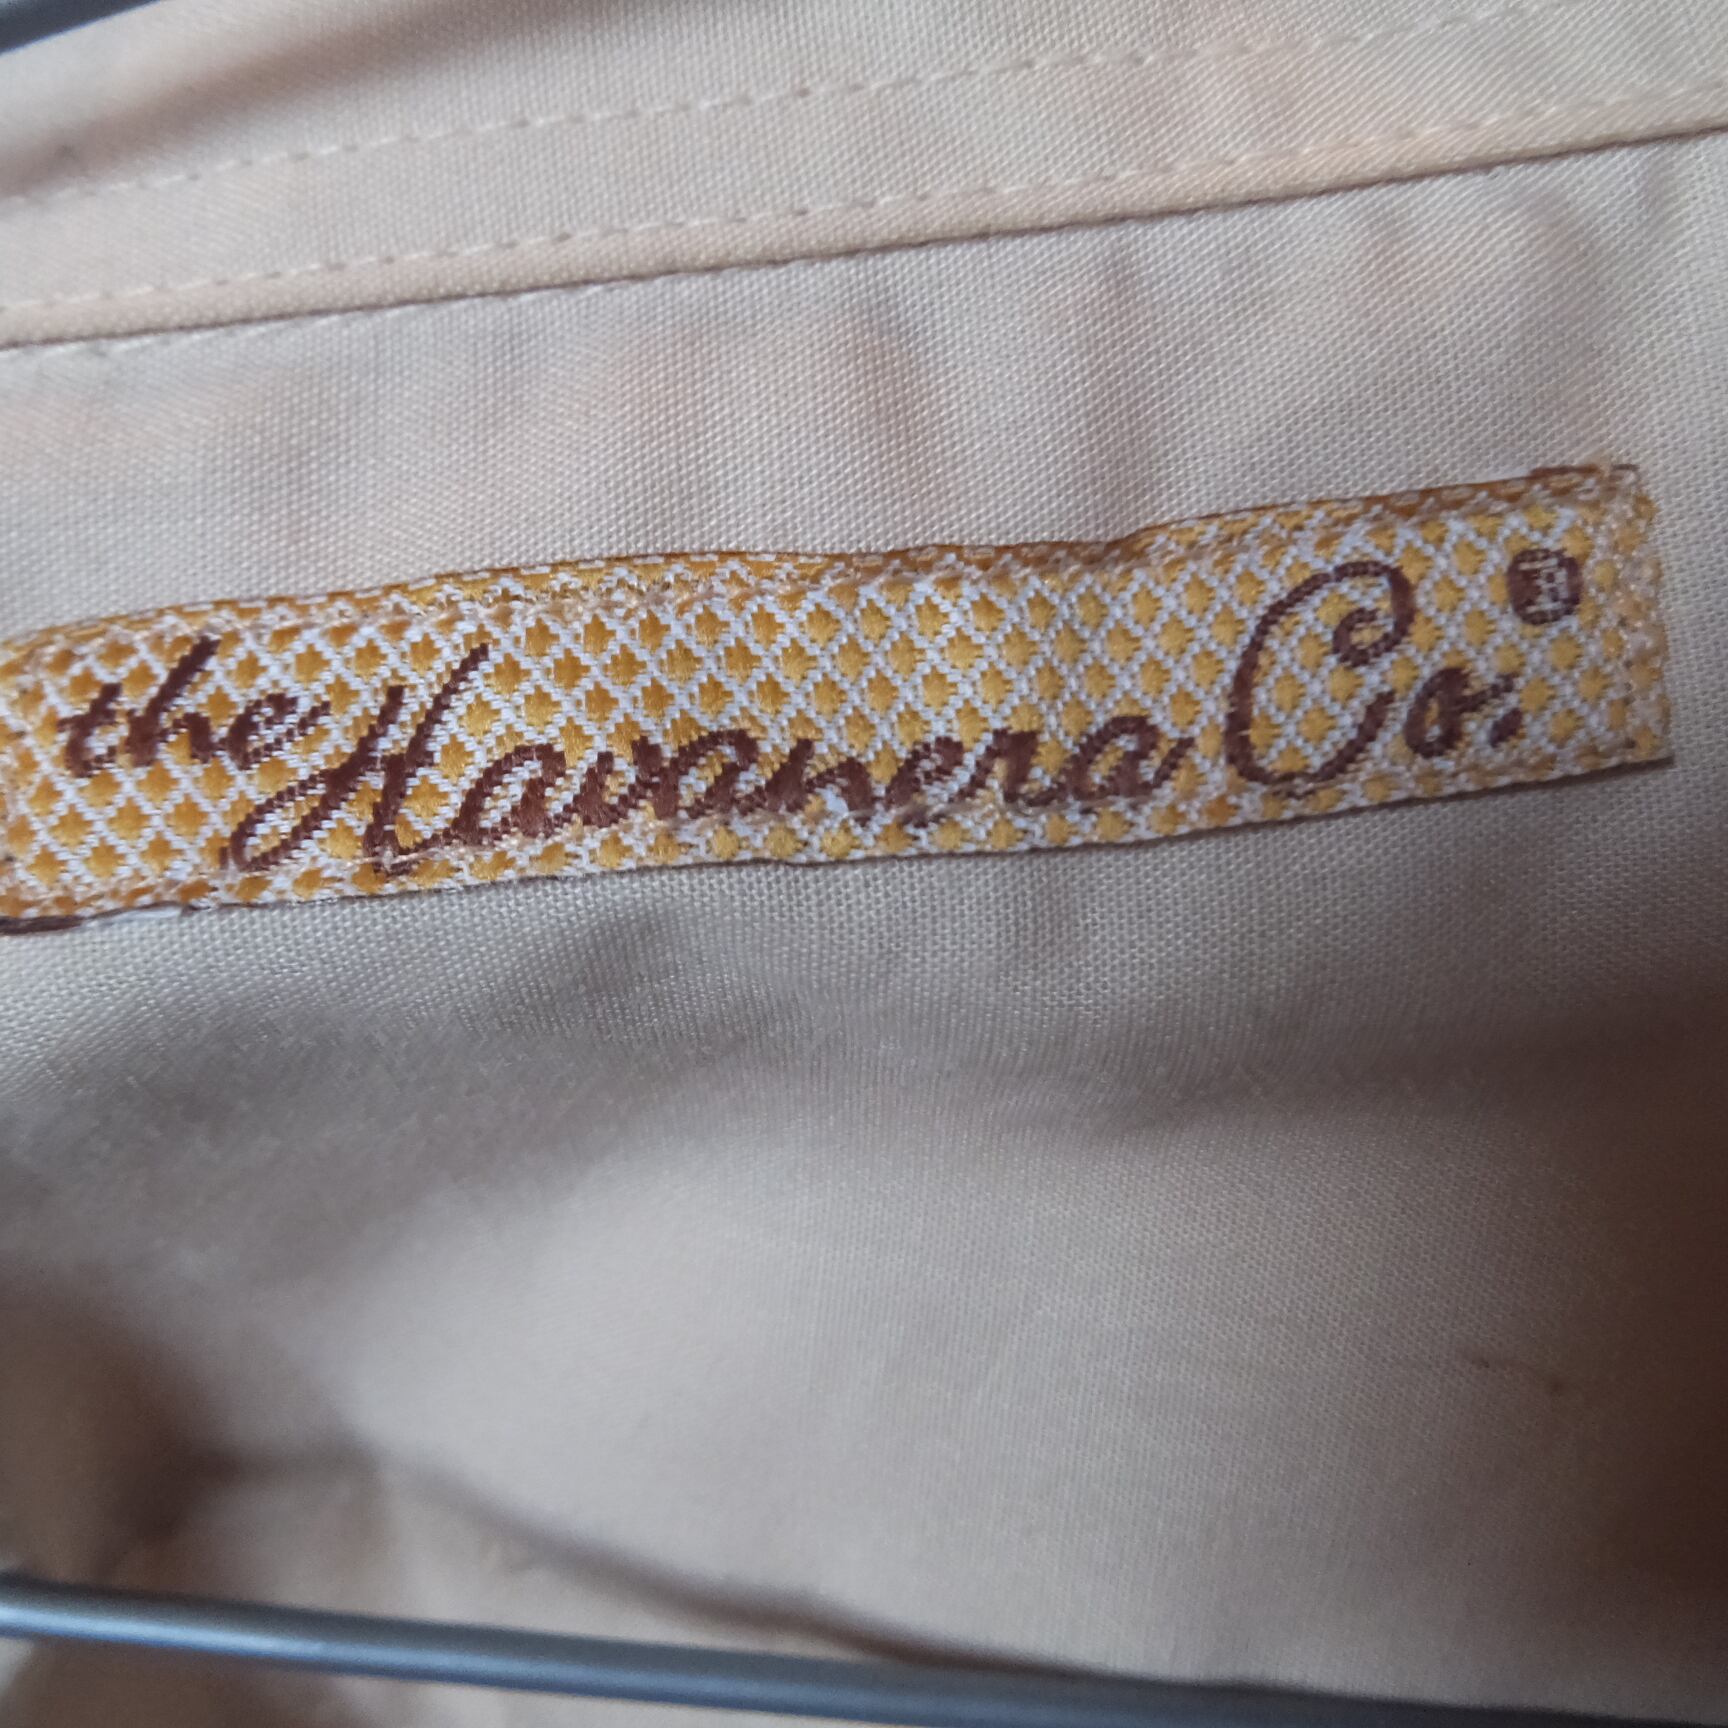 the Havanera Co. ®